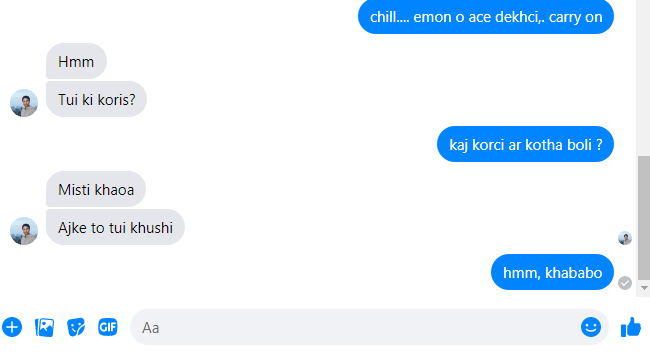 chill.... emon o ace dekhci,. carry on
Hmm
Tui ki koris?
kaj korci ar kotha boli ?
Misti khaoa
Ajke to tui khushi
hmm, khababo
GIF
Aa